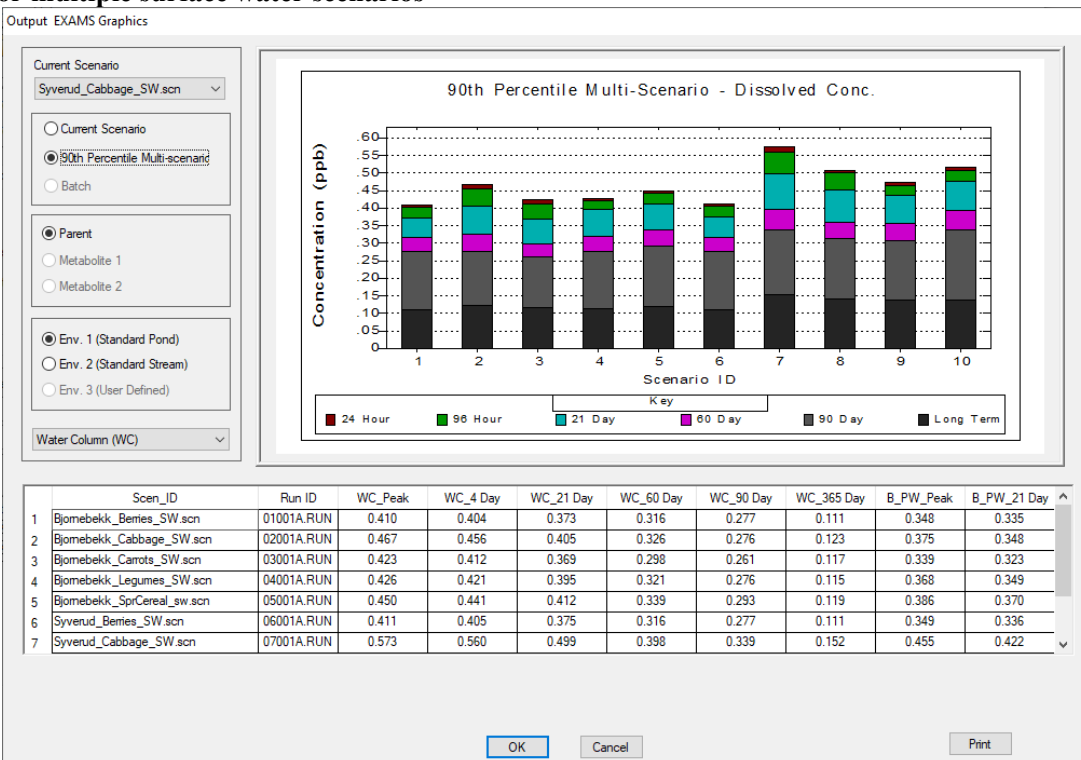 Output EXAMS Graphics
Current Scenario
Syverud_Cabbage_SW.scn
Current Scenario
90th Percentile Multi-scenario
Batch
Parent
Metabolite 1
Metabolite 2
Env. 1 (Standard Pond)
Env. 2 (Standard Stream)
Env. 3 (User Defined)
Water Column (WC)
90th Percentile Multi-Scenario - Dissolved Conc.
Concentration (ppb)
.60
.55
.50
.45
.40
.35
.30
.25
.20
.15
.10
.05
0
1 2 3 4 5 6 7 8 9 10
Scenario ID
Key
24 Hour 96 Hour 21 Day 60 Day 90 Day Long Term
Scen_ID Run ID WC_Peak WC_4 Day WC_21 Day WC_60 Day WC_90 Day WC_365 Day B_PW_Peak B_PW_21 Day
1 Bjornebekk_Berries_SW.scn 01001A.RUN 0.410 0.404 0.373 0.316 0.277 0.111 0.348 0.335
2 Bjornebekk_Cabbage_SW.scn 02001A.RUN 0.467 0.456 0.405 0.326 0.276 0.123 0.375 0.348
3 Bjornebekk_Carrots_SW.scn 03001A.RUN 0.423 0.412 0.369 0.298 0.261 0.117 0.339 0.323
4 Bjornebekk_Legumes_SW.scn 04001A.RUN 0.426 0.421 0.395 0.321 0.276 0.115 0.368 0.349
5 Bjornebekk_SprCereal_sw.scn 05001A.RUN 0.450 0.441 0.412 0.339 0.293 0.119 0.386 0.370
6 Syverud_Berries_SW.scn 06001A.RUN 0.411 0.405 0.375 0.316 0.277 0.111 0.349 0.336
7 Syverud_Cabbage_SW.scn 07001A.RUN 0.573 0.560 0.499 0.398 0.339 0.152 0.455 0.422
OK Cancel Print